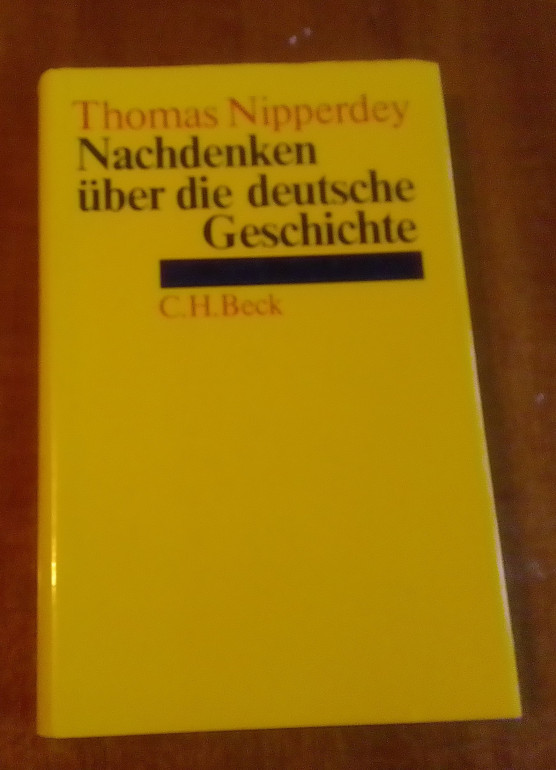 Thomas Nipperdey
Nachdenken
über die deutsche
Geschichte
C.H.Beck